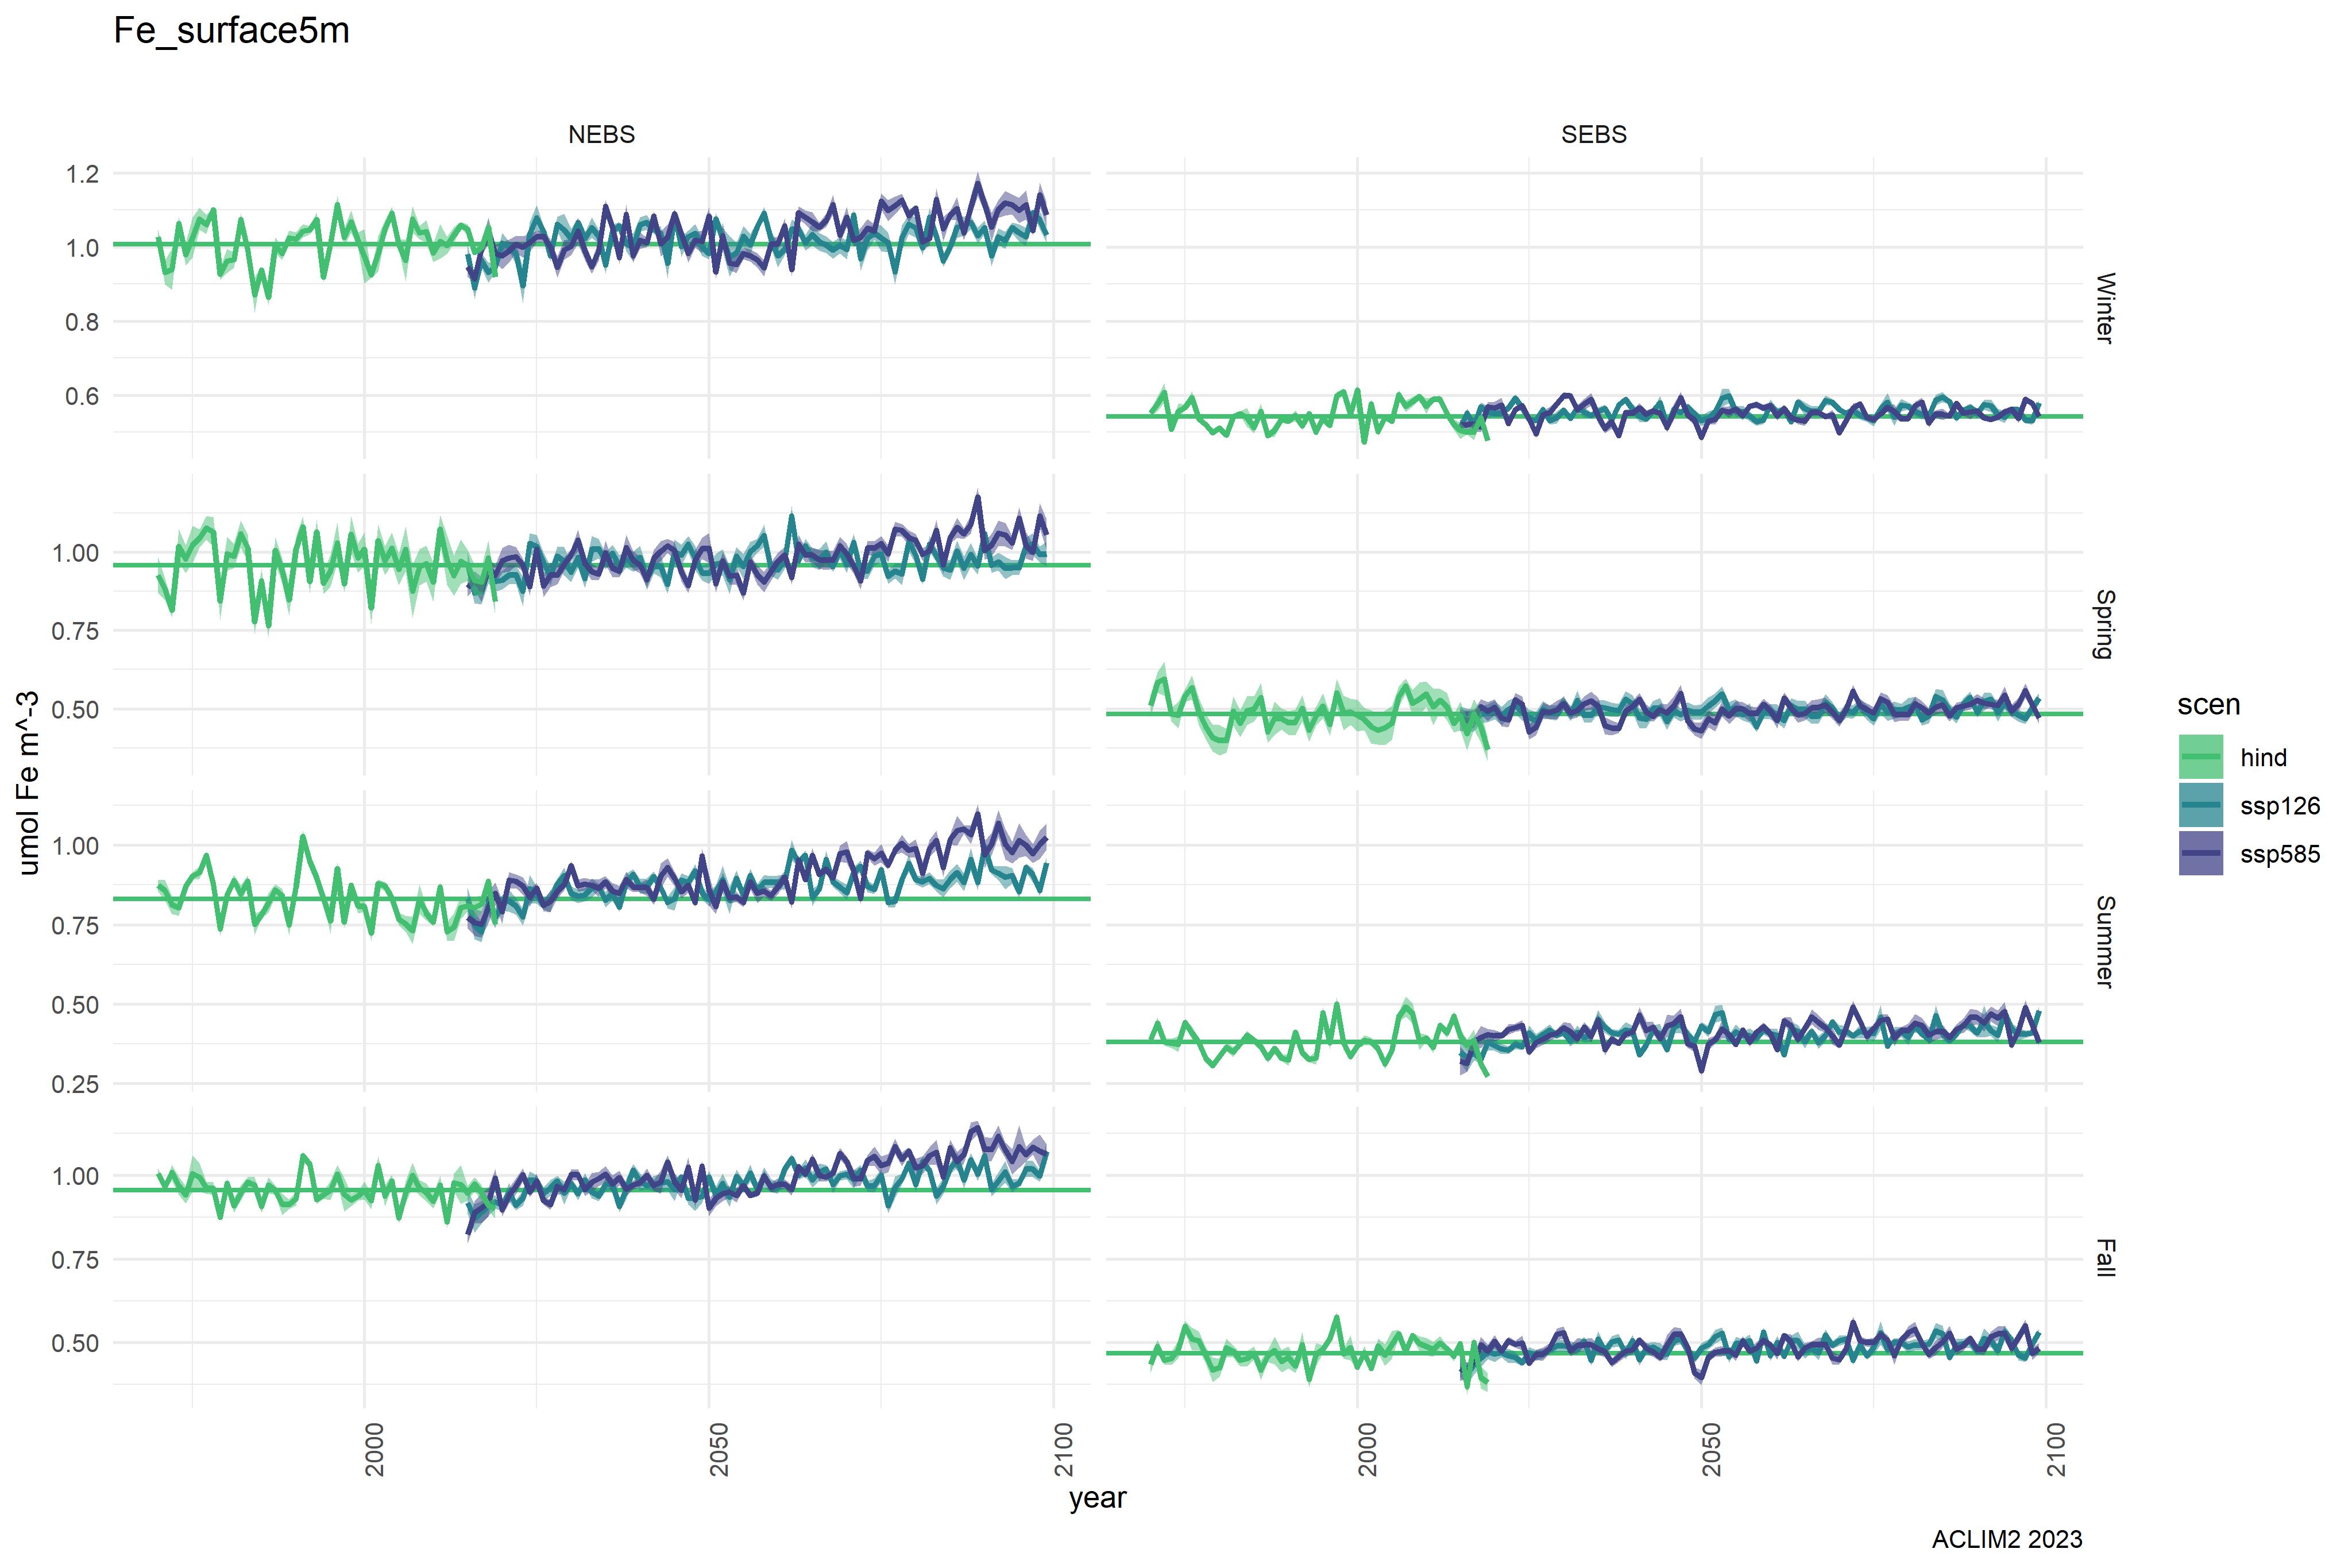 Fe_surface5m
NEBS
SEBS
1.2
1.0
0.8
0.6
Winter
1.00
0.75
0.50
Spring
1.00
0.75
0.50
0.25
Summer
1.00
0.75
0.50
Fall
umol Fe m^-3
2000
2050
2100
2000
2050
2100
year
scen
hind
ssp126
ssp585
ACLIM2 2023